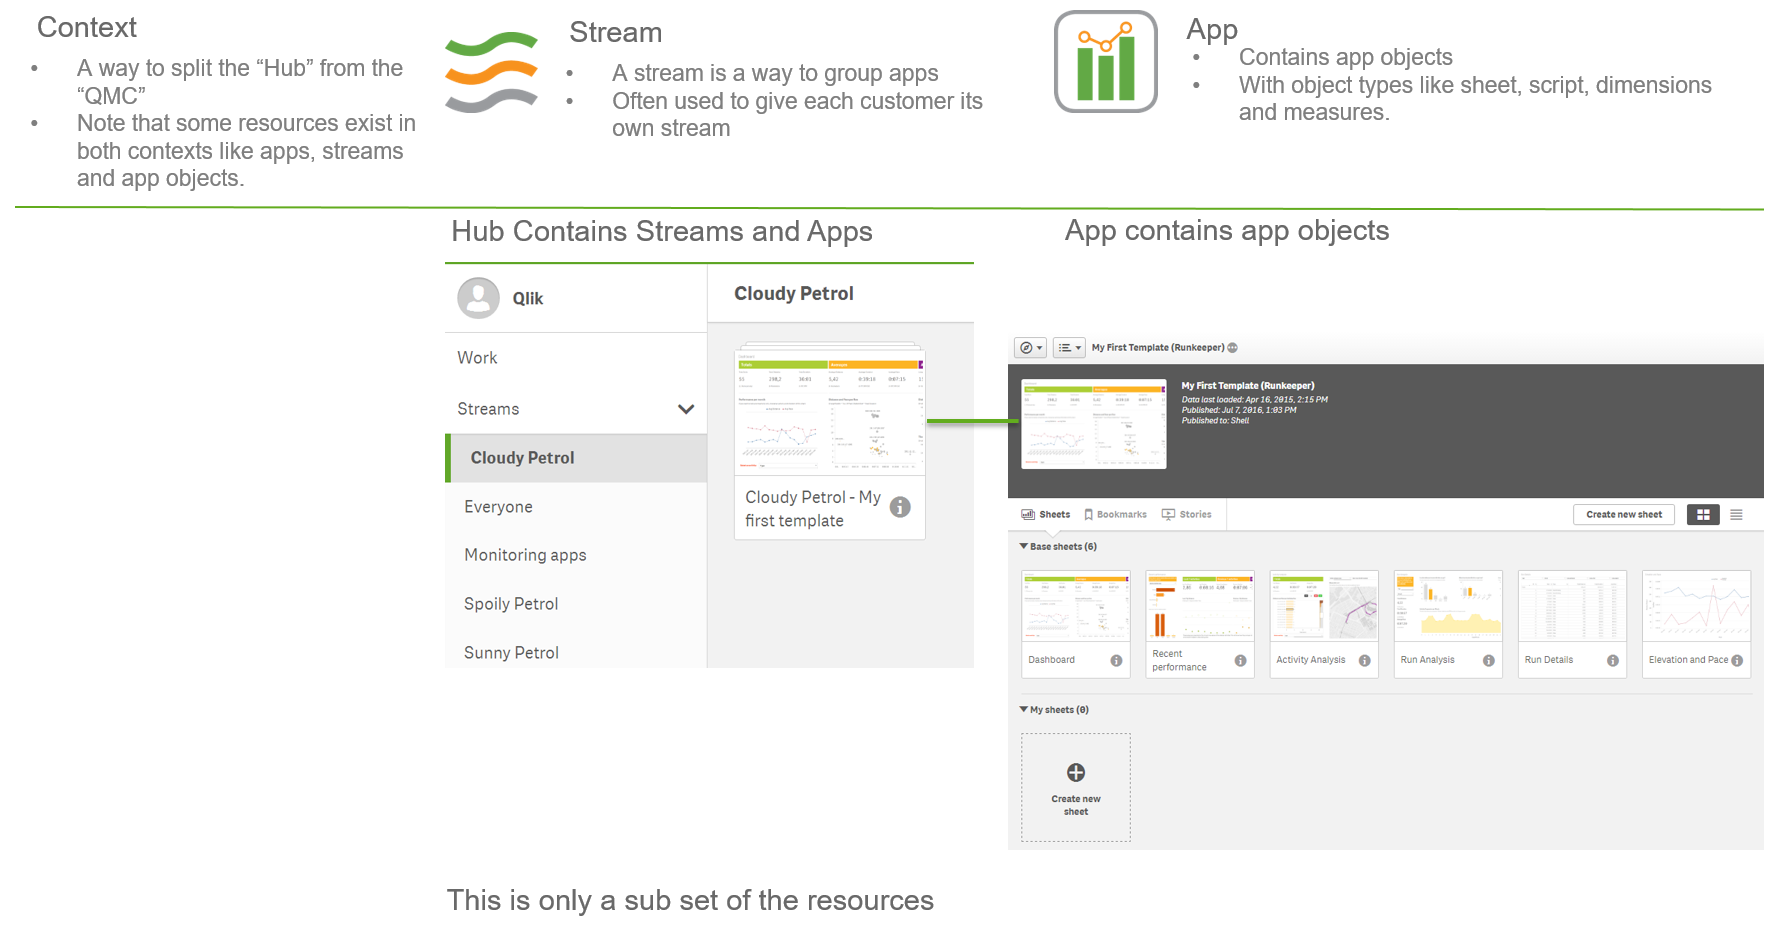 Context
• A way to split the “Hub” from the
“QMC”
• Note that some resources exist in
both contexts like apps, streams
and app objects.
Stream
• A stream is a way to group apps
• Often used to give each customer its
own stream
App
• Contains app objects
• With object types like sheet, script, dimensions
and measures.
Hub Contains Streams and Apps
Qlik
Work
Streams
Cloudy Petrol
Everyone
Monitoring apps
Spoily Petrol
Sunny Petrol
Cloudy Petrol
Cloudy Petrol - My
first template
App contains app objects
My First Template (Runkeeper)
My First Template (Runkeeper)
Data last loaded: Apr 16, 2015, 2:15 PM
Published: Jul 7, 2016, 1:03 PM
Published to: Shell
Sheets
Bookmarks
Stories
Create new sheet
Base sheets (6)
Dashboard
Recent
performance
Activity Analysis
Run Analysis
Run Details
Elevation and Pace
My sheets (0)
Create new
sheet
This is only a sub set of the resources